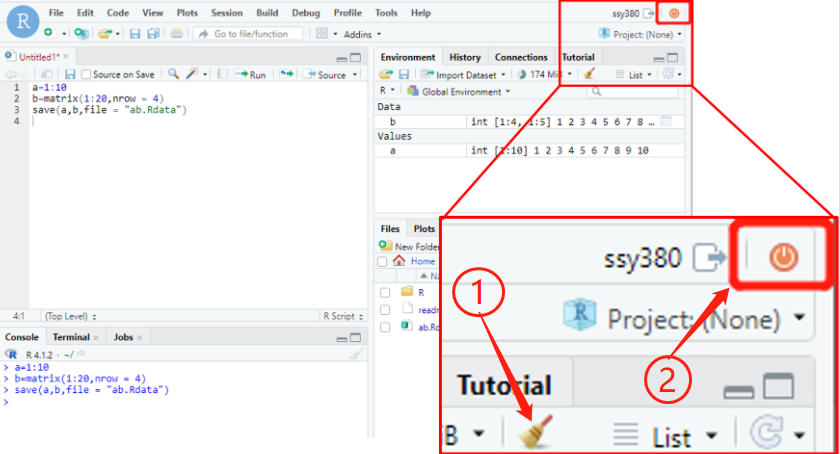 R File Edit Code View Plots Session Build Debug Profile Tools Help ssy380
Go to file/function Addins Project: (None)
Untitled1* ×
Source on Save Run Source
1 a=1:10
2 b=matrix(1:20,nrow = 4)
3 save(a,b,file = "ab.Rdata")
4
4:1 (Top Level) R Script
Console Terminal × Jobs ×
R 4.1.2 · ~/
> a=1:10
> b=matrix(1:20,nrow = 4)
> save(a,b,file = "ab.Rdata")
>
Environment History Connections Tutorial
Import Dataset 174 List
R Global Environment
Data
b int [1:4, 1:5] 1 2 3 4 5 6 7 8 …
Values
a int [1:10] 1 2 3 4 5 6 7 8 9 10
Files Plots
New Folder
Home
R
ssy380
1
R Project: (None)
2
Tutorial
B List